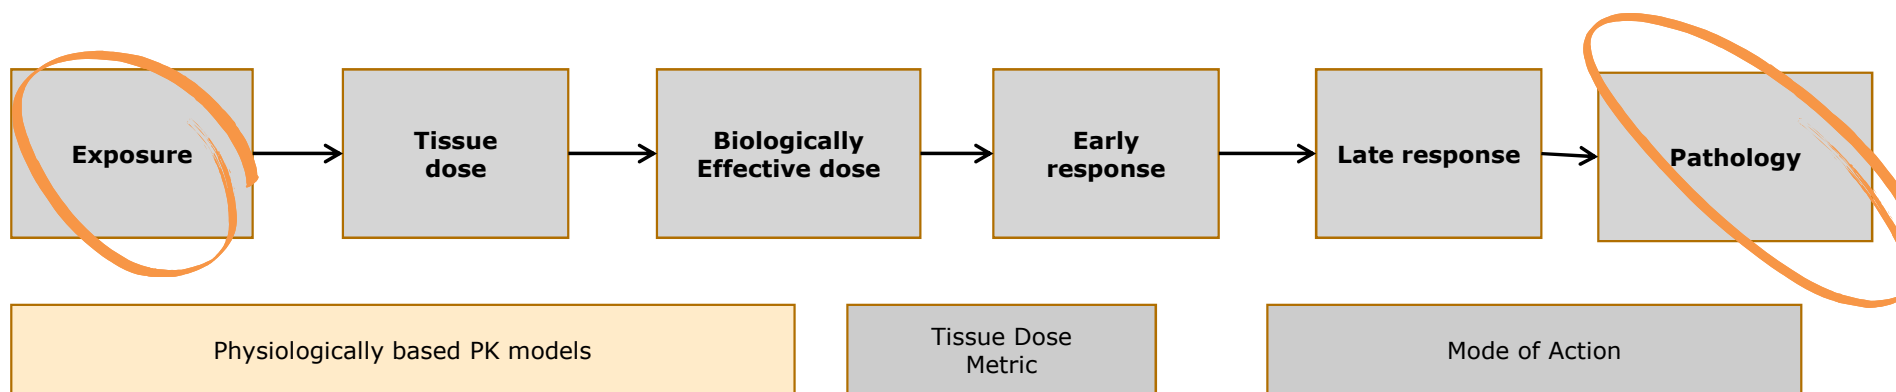 Exposure
Tissue
dose
Biologically
Effective dose
Early
response
Late response
Pathology
Physiologically based PK models
Tissue Dose
Metric
Mode of Action